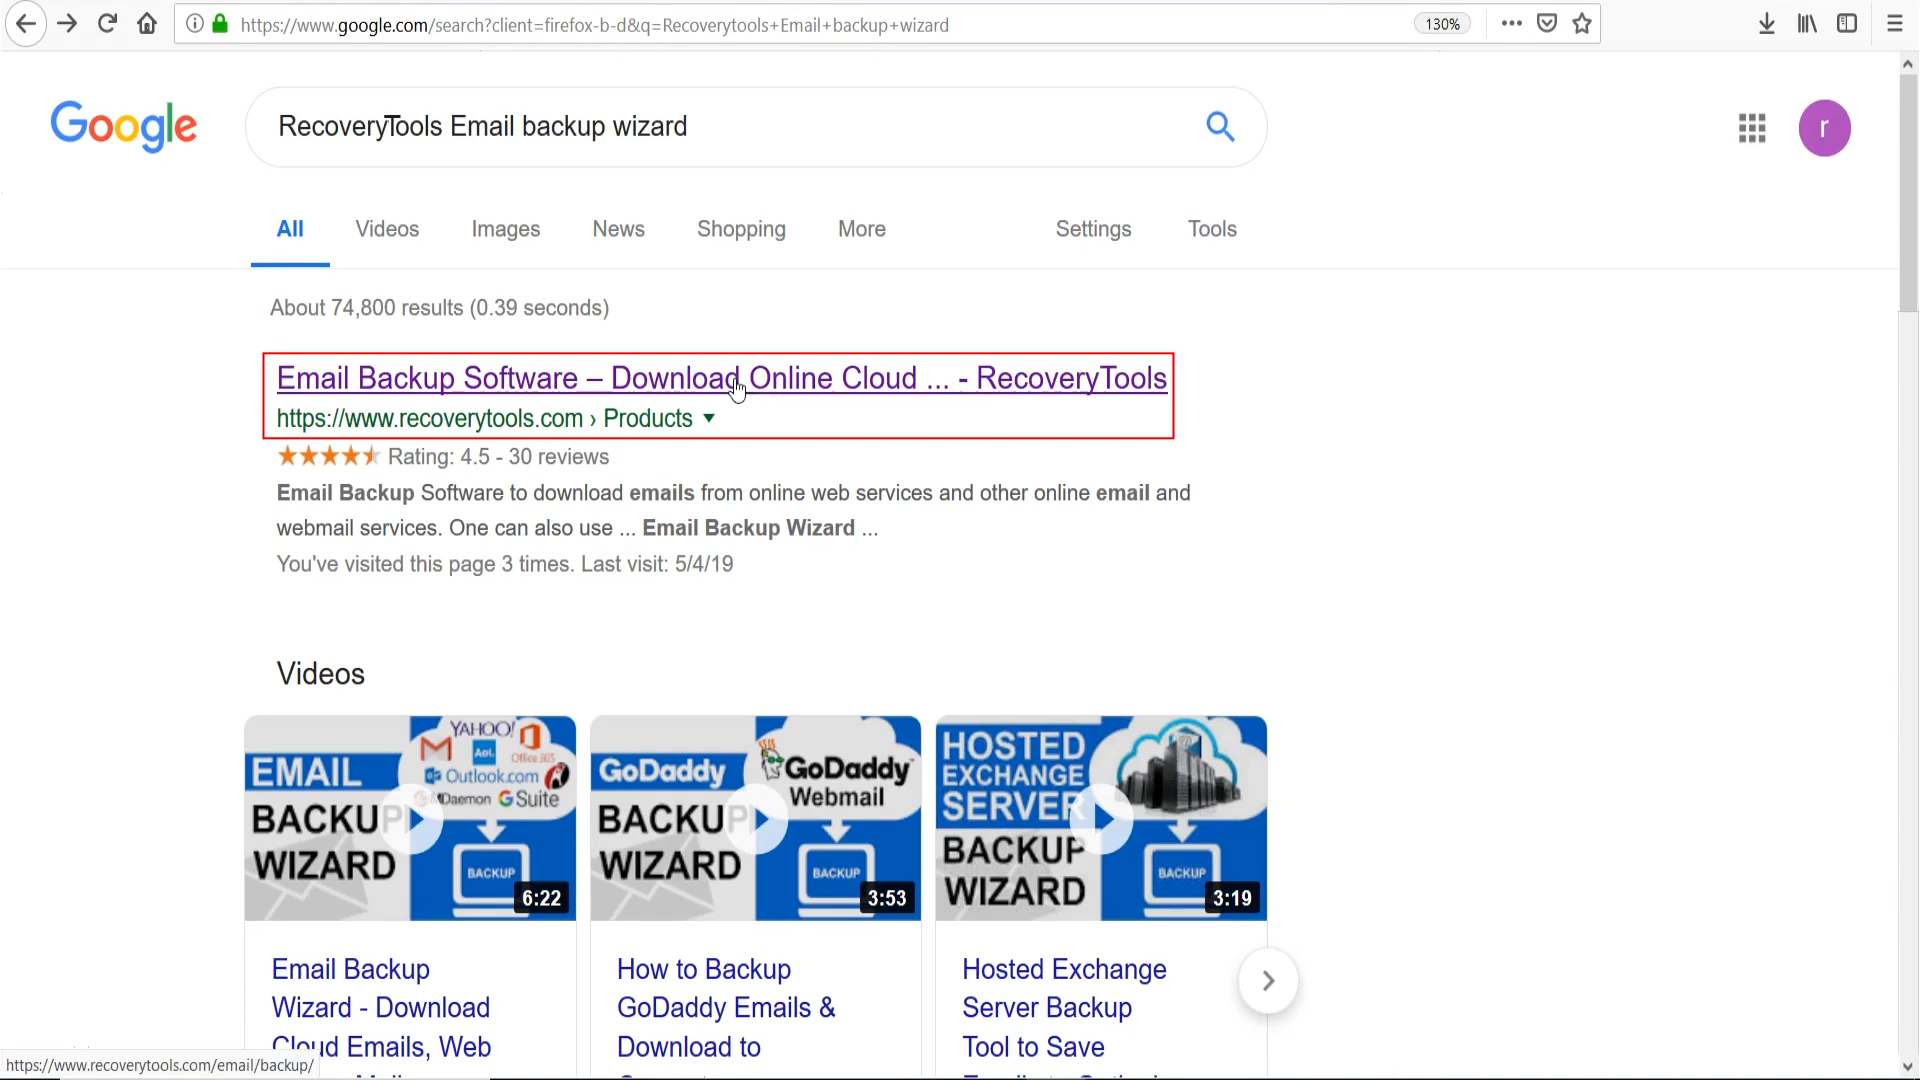 https://www.google.com/search?client=firefox-b-d&q=Recoverytools+Email+backup+wizard
130%
Google
RecoveryTools Email backup wizard
r
All Videos Images News Shopping More Settings Tools
About 74,800 results (0.39 seconds)
Email Backup Software – Download Online Cloud ... - RecoveryTools
https://www.recoverytools.com › Products
Rating: 4.5 - 30 reviews
Email Backup Software to download emails from online web services and other online email and
webmail services. One can also use ... Email Backup Wizard ...
You've visited this page 3 times. Last visit: 5/4/19
Videos
EMAIL
BACKUP
WIZARD
YAHOO!
Aol.
Office 365
Outlook.com
MDaemon G Suite
BACKUP
6:22
GoDaddy
BACKUP
WIZARD
GoDaddy
Webmail
BACKUP
3:53
HOSTED
EXCHANGE
SERVER
BACKUP
WIZARD
BACKUP
3:19
Email Backup
Wizard - Download
Cloud Emails, Web
How to Backup
GoDaddy Emails &
Download to
Hosted Exchange
Server Backup
Tool to Save
https://www.recoverytools.com/email/backup/